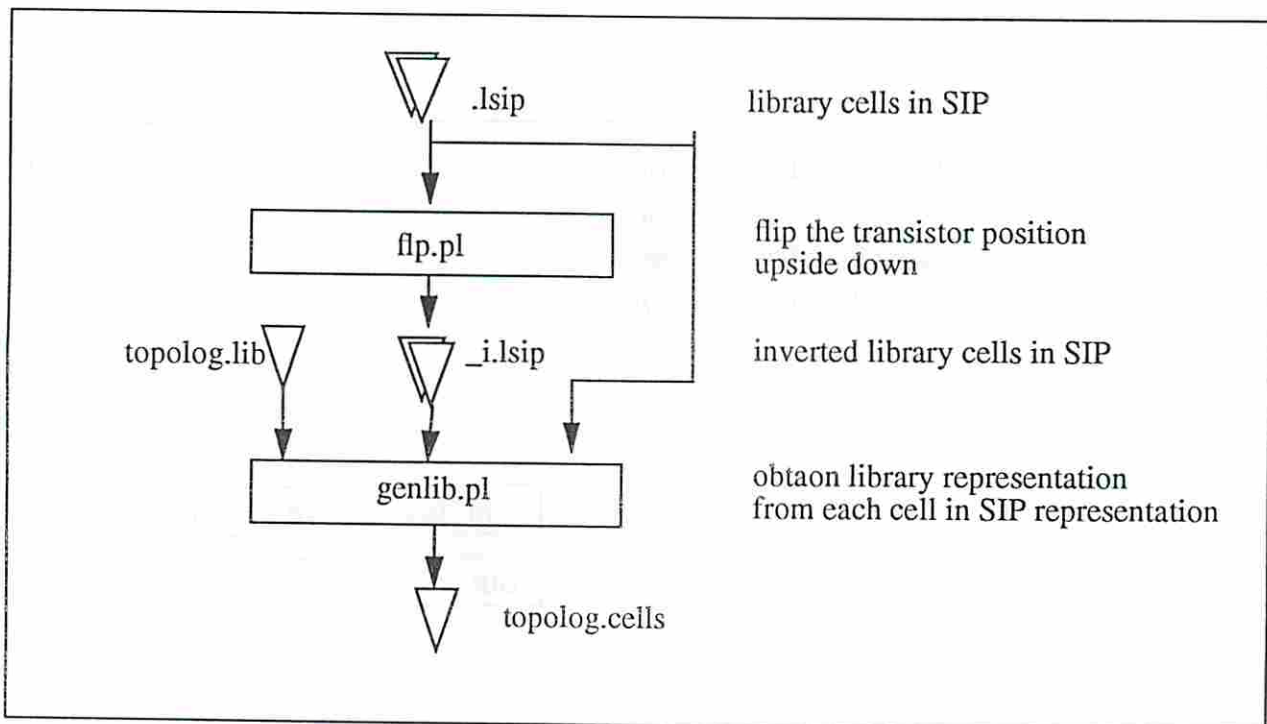 .lsip
library cells in SIP
flp.pl
flip the transistor position
upside down
topolog.lib
_i.lsip
inverted library cells in SIP
genlib.pl
obtaon library representation
from each cell in SIP representation
topolog.cells